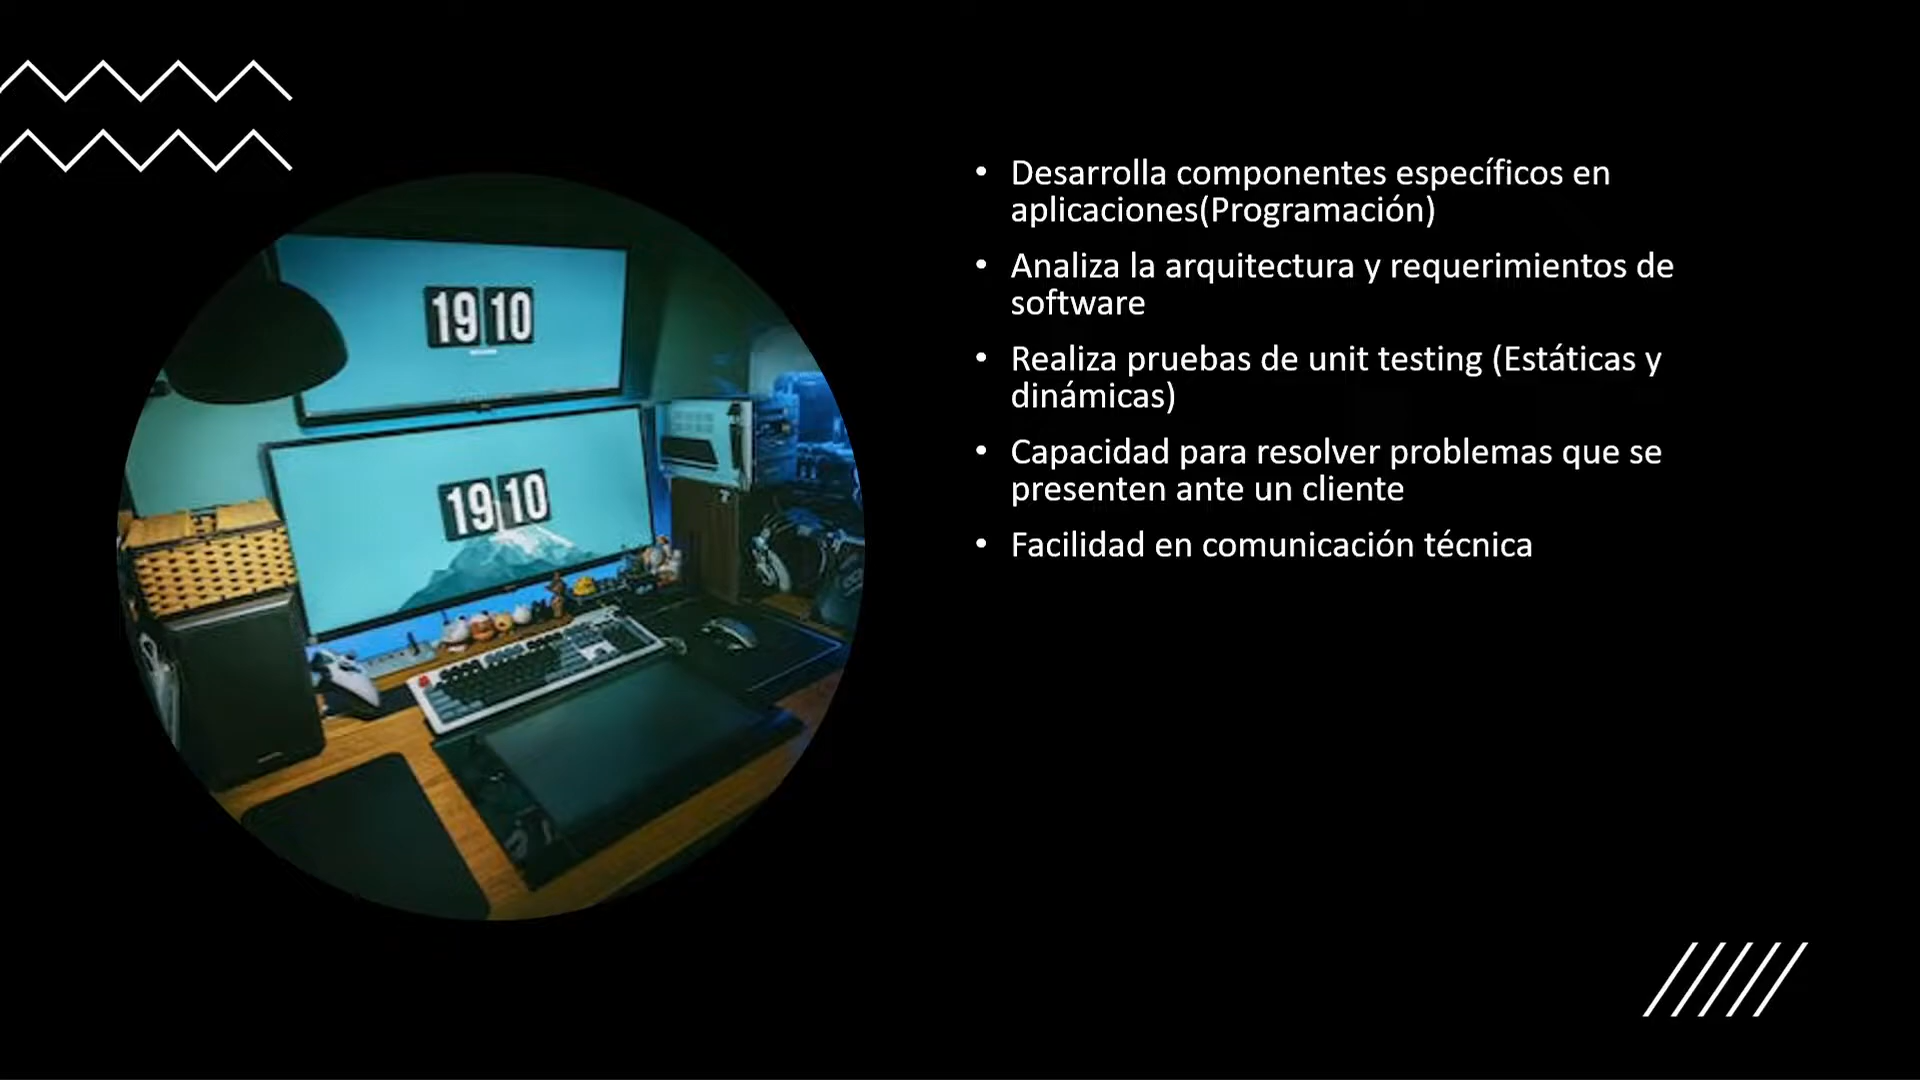 19 10
19 10
• Desarrolla componentes específicos en
aplicaciones(Programación)
• Analiza la arquitectura y requerimientos de
software
• Realiza pruebas de unit testing (Estáticas y
dinámicas)
• Capacidad para resolver problemas que se
presenten ante un cliente
• Facilidad en comunicación técnica